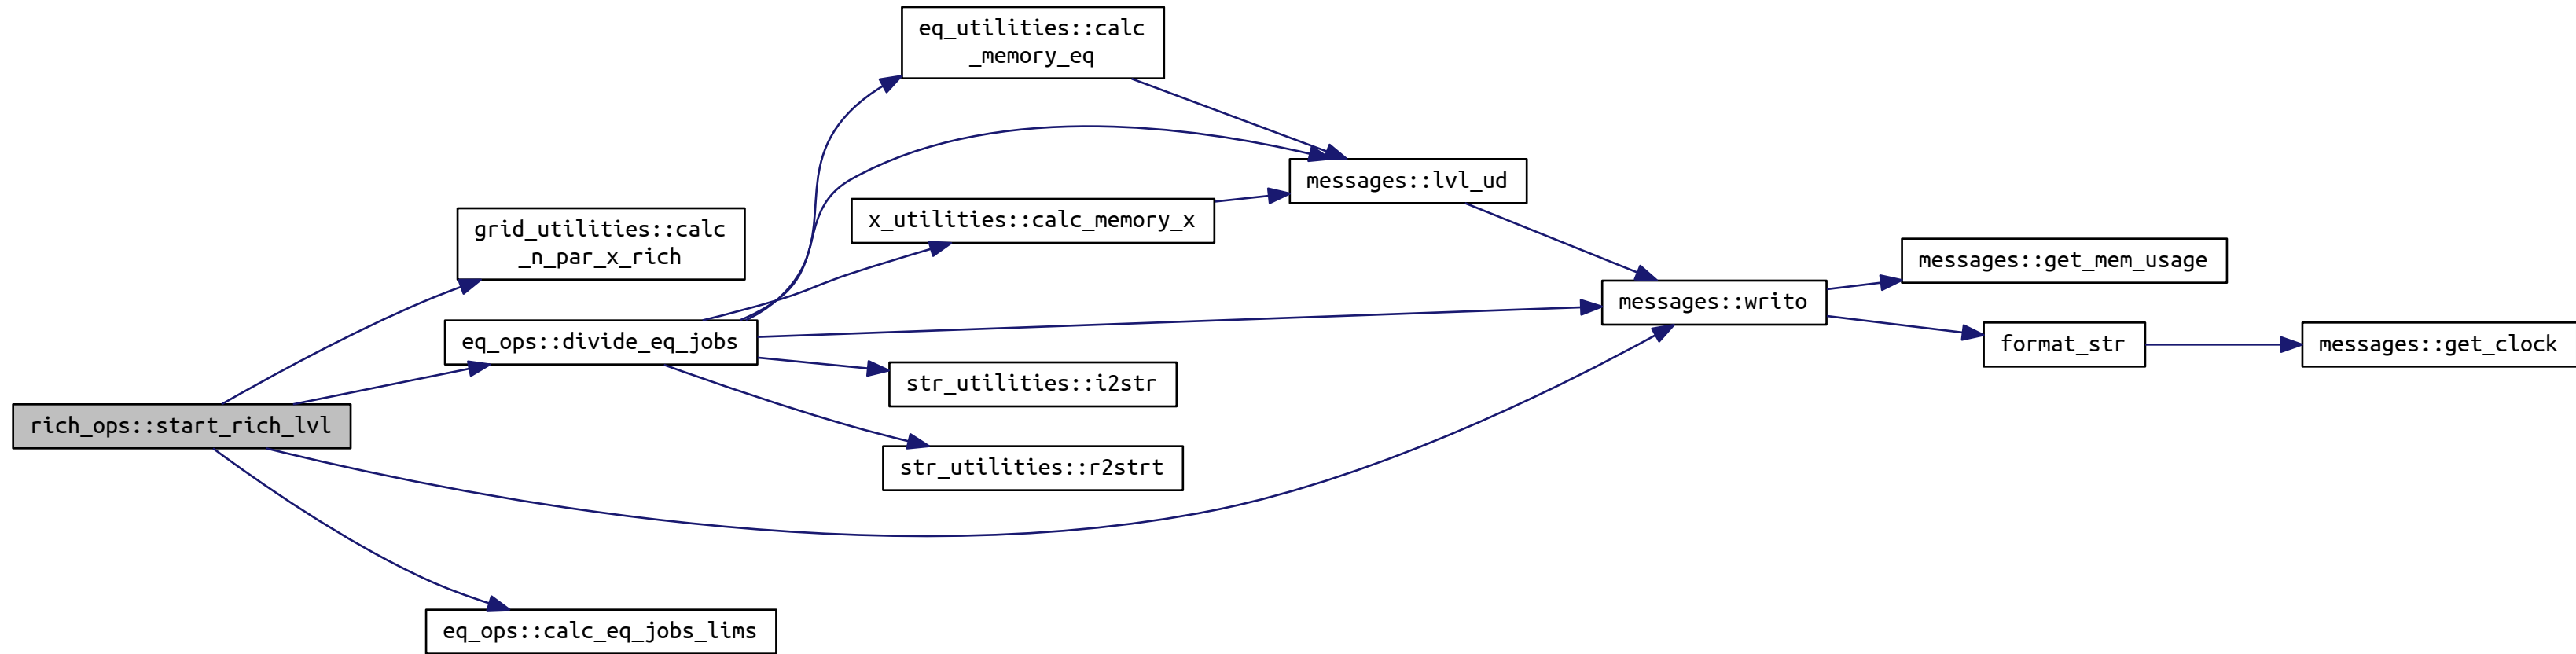 eq_utilities::calc
_memory_eq
messages::lvl_ud
x_utilities::calc_memory_x
grid_utilities::calc
_n_par_x_rich
messages::get_mem_usage
messages::writo
eq_ops::divide_eq_jobs
format_str
messages::get_clock
str_utilities::i2str
rich_ops::start_rich_lvl
str_utilities::r2strt
eq_ops::calc_eq_jobs_lims